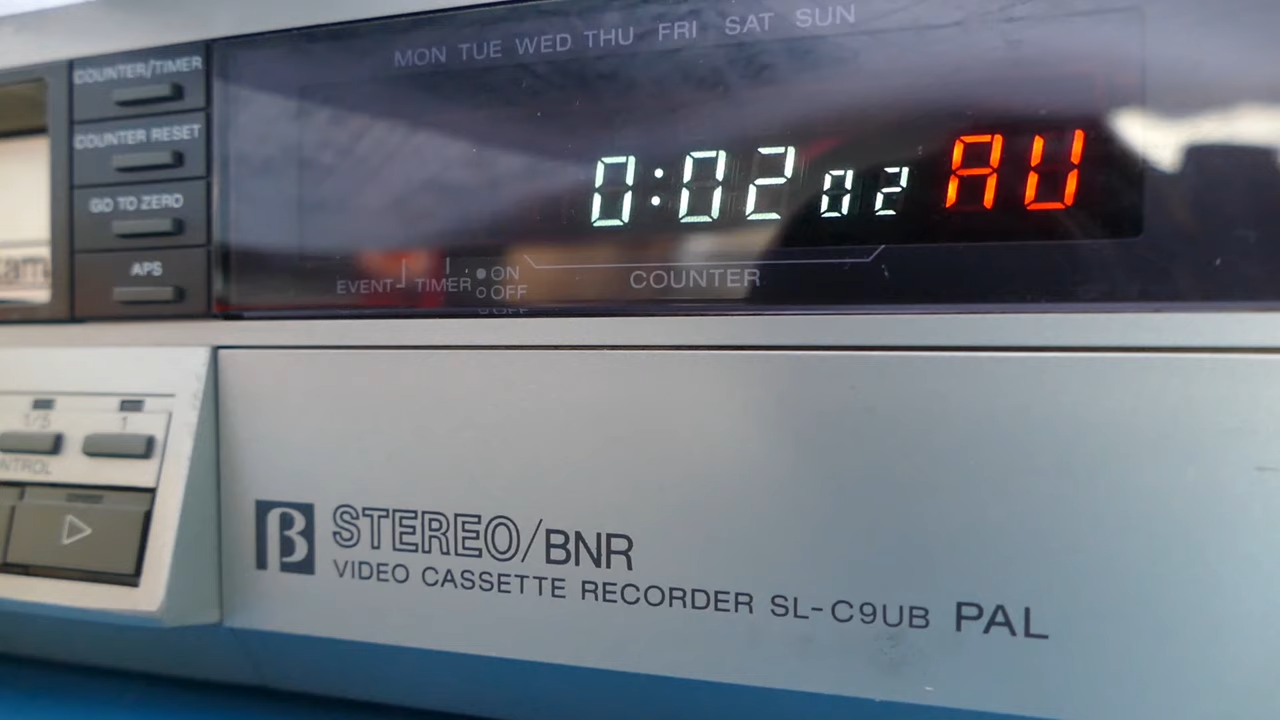 MON TUE WED THU FRI SAT SUN
COUNTER/TIMER
COUNTER RESET
GO TO ZERO
APS
0:02 02 AU
EVENT TIMER ON
OFF
OFF
COUNTER
1/5 1
β STEREO/BNR
VIDEO CASSETTE RECORDER SL-C9UB PAL